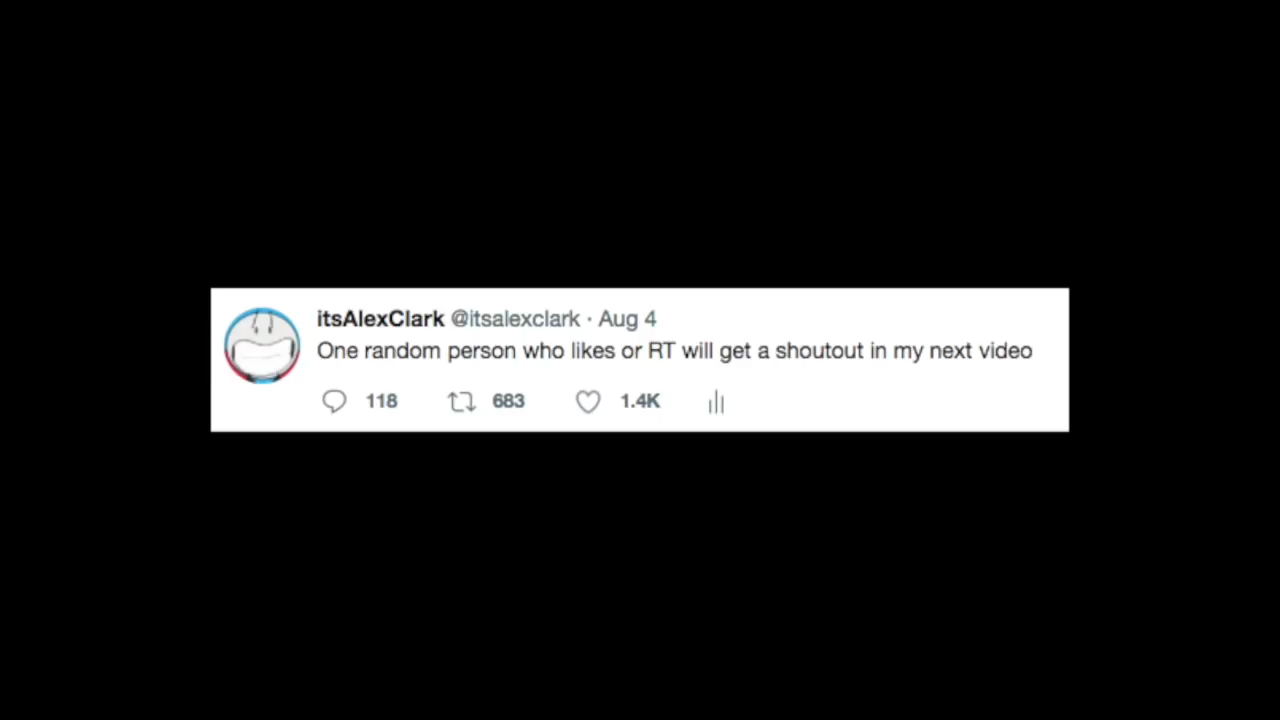 itsAlexClark @itsalexclark · Aug 4
One random person who likes or RT will get a shoutout in my next video
118 683 1.4K